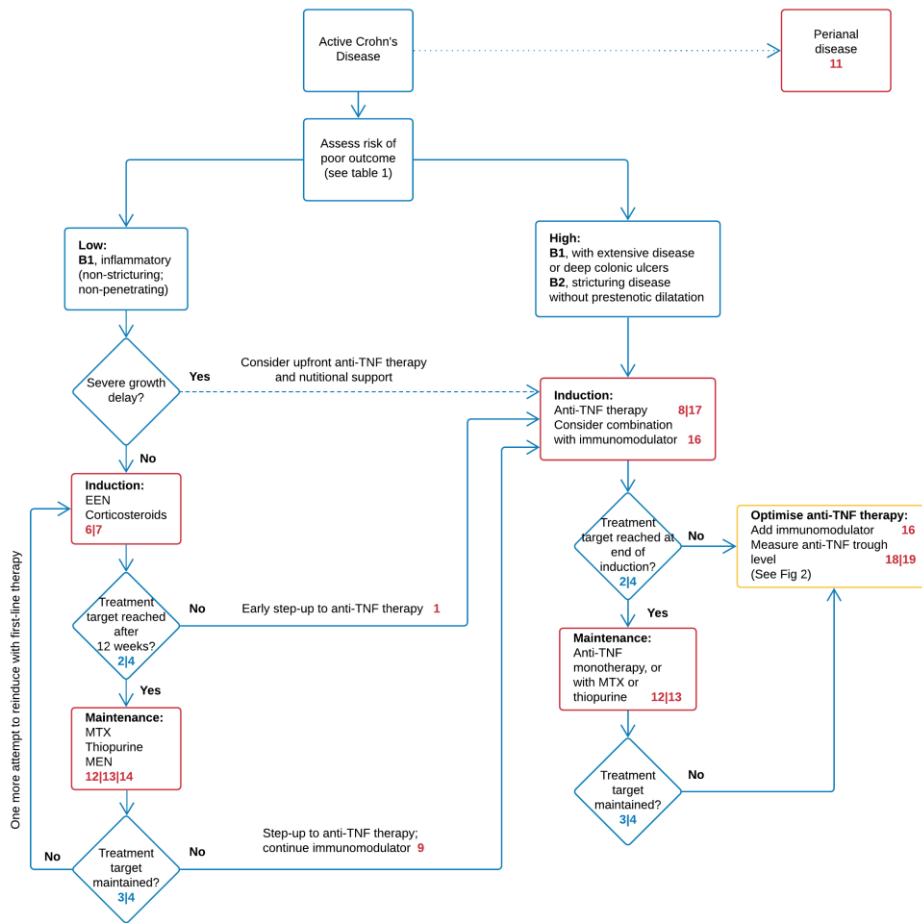 Active Crohn's
Disease
Perianal
disease
11
Assess risk of
poor outcome
(see table 1)
Low:
B1, inflammatory
(non-stricturing;
non-penetrating)
High:
B1, with extensive disease
or deep colonic ulcers
B2, stricturing disease
without prestenotic dilatation
Severe growth
delay?
Yes
Consider upfront anti-TNF therapy
and nutitional support
No
Induction:
Anti-TNF therapy 8|17
Consider combination
with immunomodulator 16
Induction:
EEN
Corticosteroids
6|7
Treatment
target reached at
end of
induction?
2|4
No
Optimise anti-TNF therapy:
Add immunomodulator 16
Measure anti-TNF trough
level 18|19
(See Fig 2)
Treatment
target reached
after
12 weeks?
2|4
No
Early step-up to anti-TNF therapy 1
Yes
Maintenance:
Anti-TNF
monotherapy, or
with MTX or
thiopurine 12|13
Yes
Maintenance:
MTX
Thiopurine
MEN
12|13|14
Treatment
target
maintained?
3|4
No
One more attempt to reinduce with first-line therapy
No
Treatment
target
maintained?
3|4
No
Step-up to anti-TNF therapy;
continue immunomodulator 9